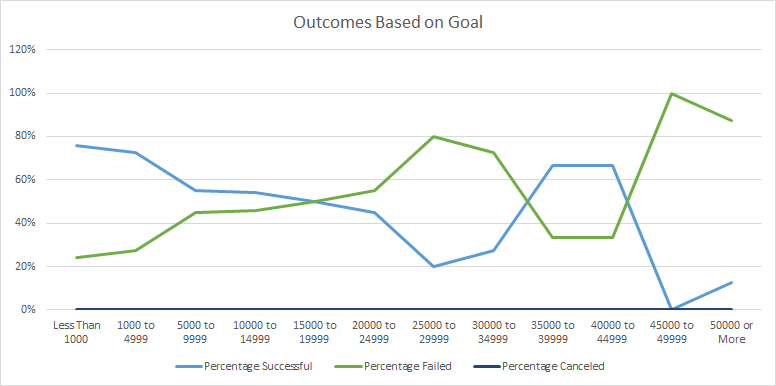 Outcomes Based on Goal
120%
100%
80%
60%
40%
20%
0%
Less Than 1000 to 5000 to 10000 to 15000 to 20000 to 25000 to 30000 to 35000 to 40000 to 45000 to 50000 or
1000 4999 9999 14999 19999 24999 29999 34999 39999 44999 49999 More
Percentage Successful Percentage Failed Percentage Canceled